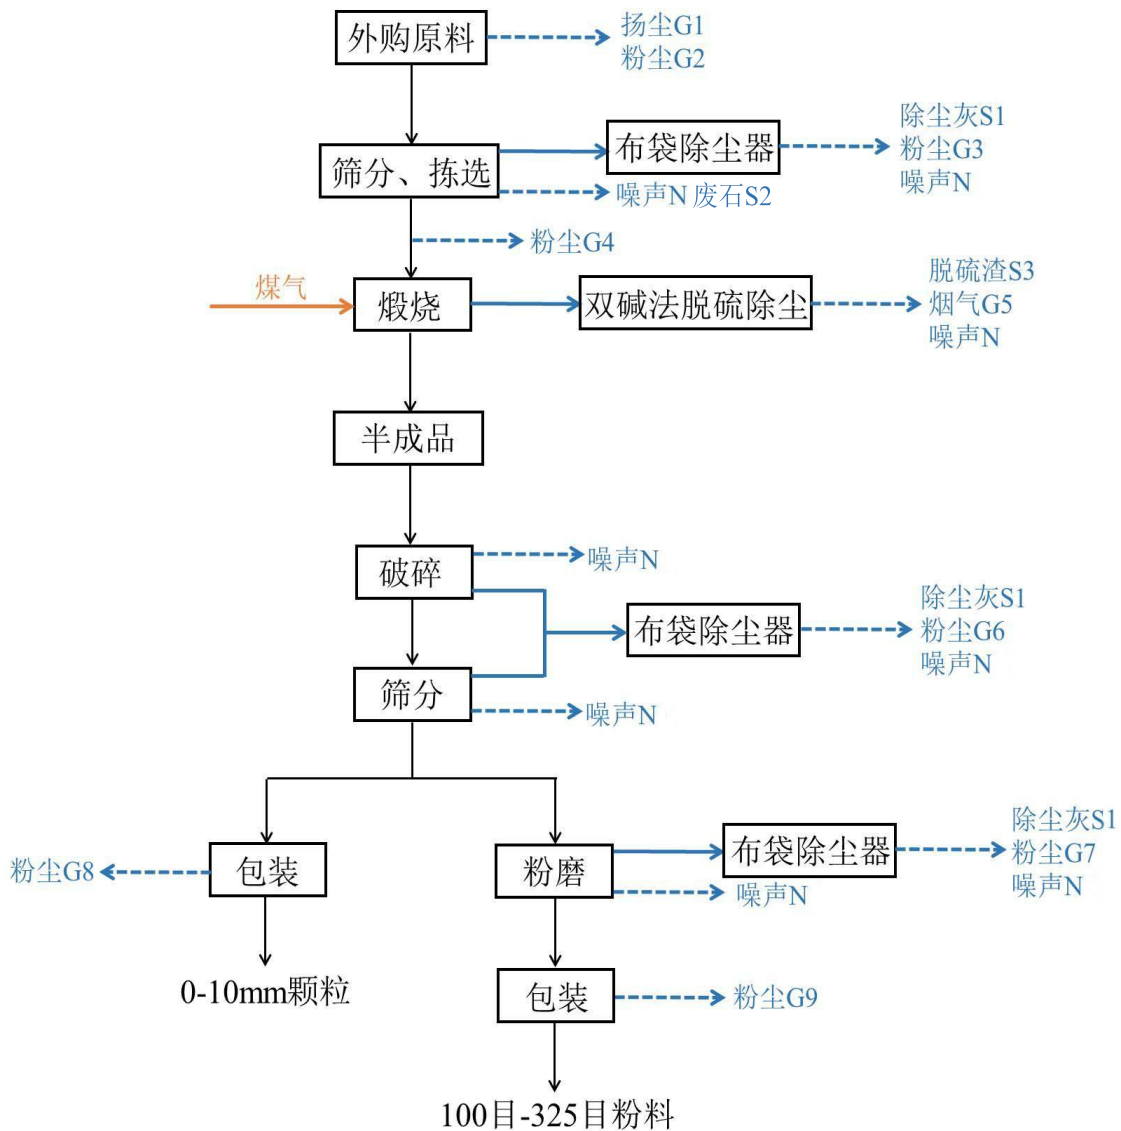 外购原料
扬尘G1
粉尘G2
筛分、拣选
布袋除尘器
除尘灰S1
粉尘G3
噪声N
噪声N 废石S2
粉尘G4
煤气
煅烧
双碱法脱硫除尘
脱硫渣S3
烟气G5
噪声N
半成品
破碎
噪声N
布袋除尘器
除尘灰S1
粉尘G6
噪声N
筛分
噪声N
粉尘G8
包装
粉磨
布袋除尘器
除尘灰S1
粉尘G7
噪声N
噪声N
0-10mm颗粒
包装
粉尘G9
100目-325目粉料